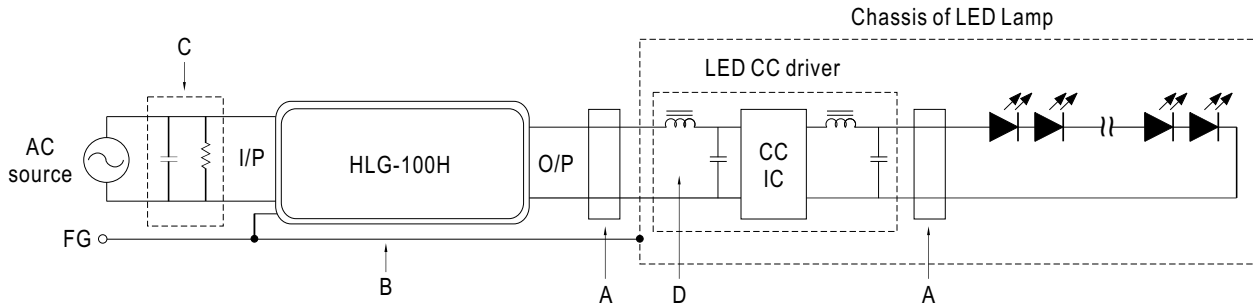 Chassis of LED Lamp
C
LED CC driver
AC
source
I/P
HLG-100H
O/P
CC
IC
FG
B
A
D
A